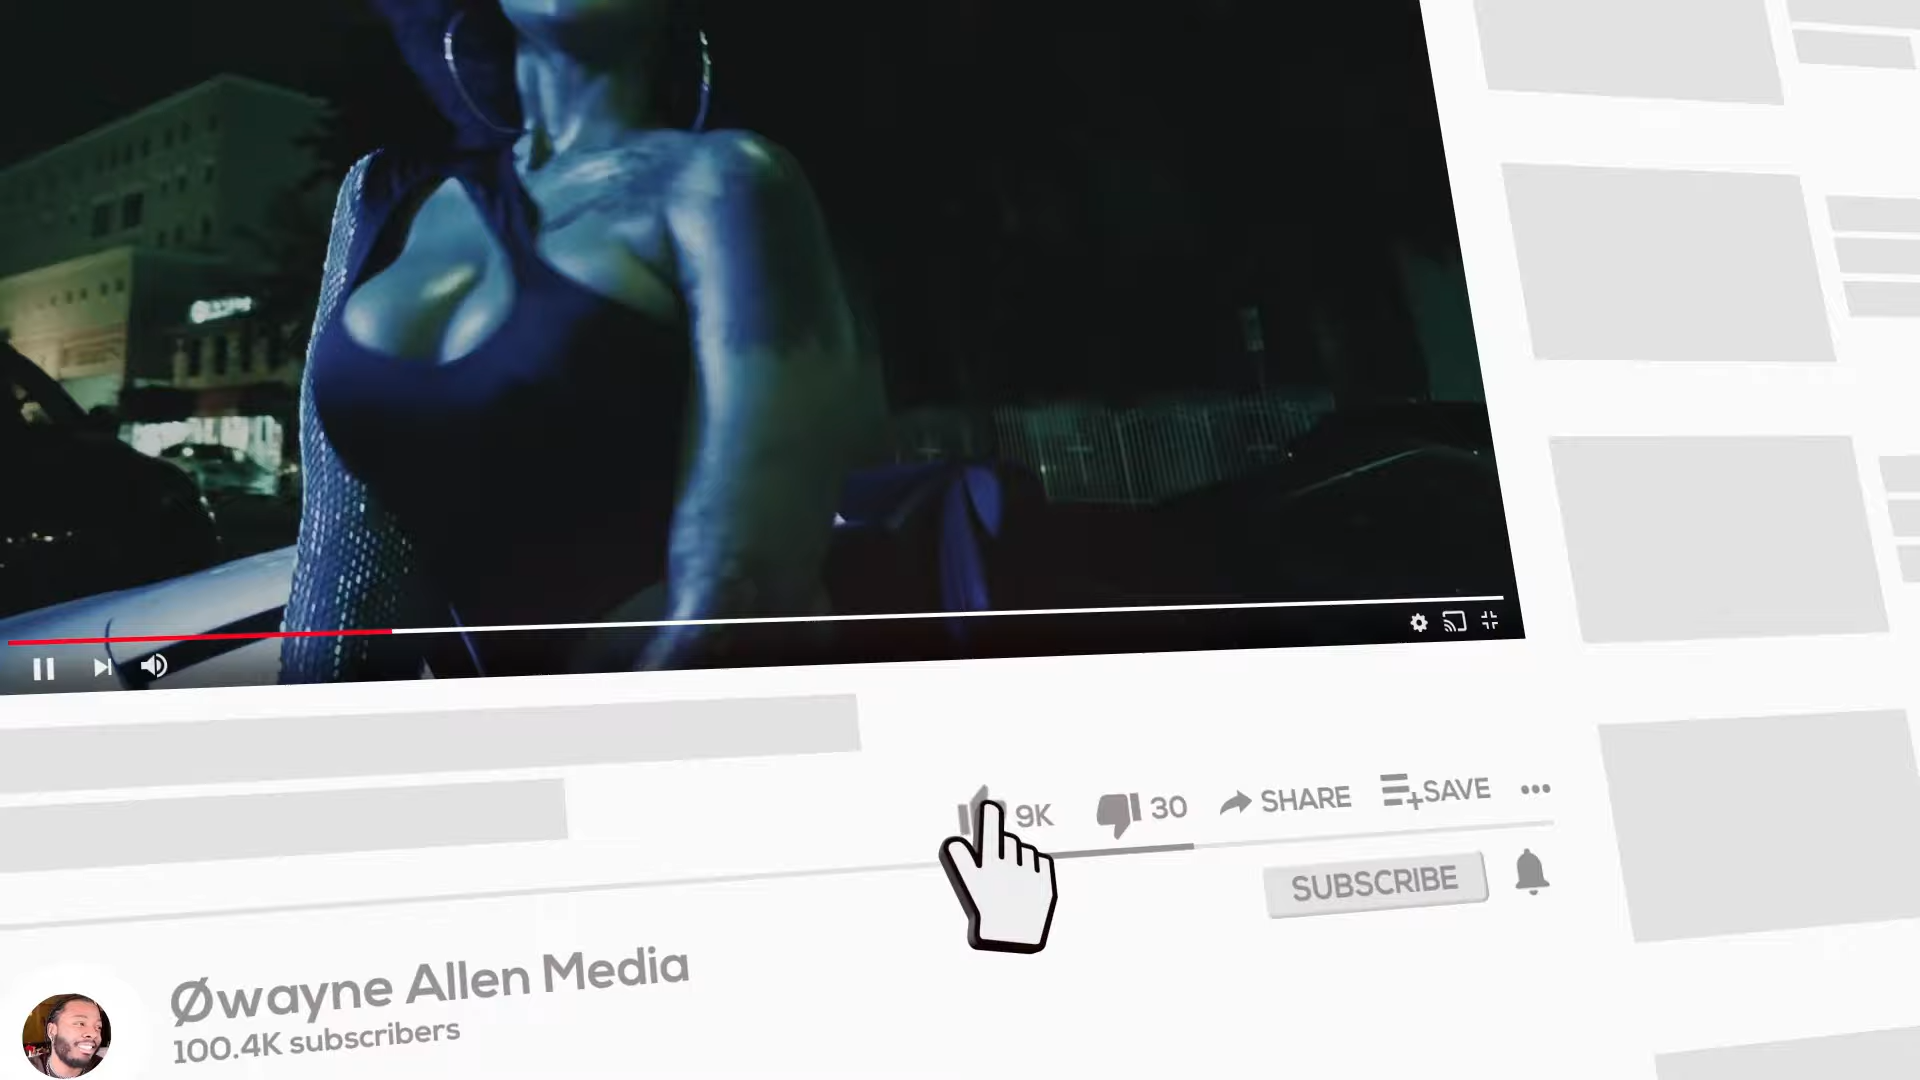 9K
30
SHARE
SAVE
SUBSCRIBE
Øwayne Allen Media
100.4K subscribers